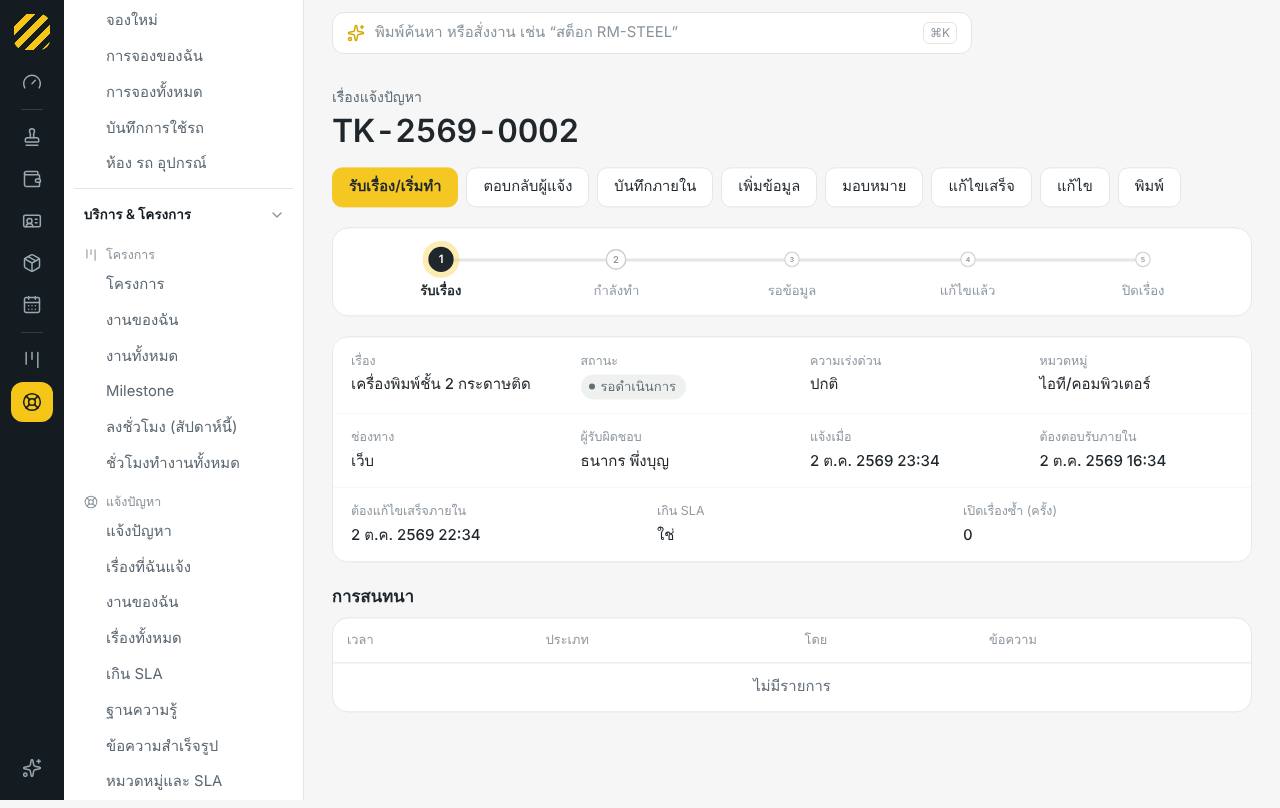 จองใหม่
การจองของฉัน
การจองทั้งหมด
บันทึกการใช้รถ
ห้อง รถ อุปกรณ์
บริการ & โครงการ
โครงการ
โครงการ
งานของฉัน
งานทั้งหมด
Milestone
ลงชั่วโมง (สัปดาห์นี้)
ชั่วโมงทำงานทั้งหมด
แจ้งปัญหา
แจ้งปัญหา
เรื่องที่ฉันแจ้ง
งานของฉัน
เรื่องทั้งหมด
เกิน SLA
ฐานความรู้
ข้อความสำเร็จรูป
หมวดหมู่และ SLA
พิมพ์ค้นหา หรือสั่งงาน เช่น “สต็อก RM-STEEL” ⌘K
เรื่องแจ้งปัญหา
TK-2569-0002
รับเรื่อง/เริ่มทำ ตอบกลับผู้แจ้ง บันทึกภายใน เพิ่มข้อมูล มอบหมาย แก้ไขเสร็จ แก้ไข พิมพ์
1 2 3 4 5
รับเรื่อง กำลังทำ รอข้อมูล แก้ไขแล้ว ปิดเรื่อง
เรื่อง สถานะ ความเร่งด่วน หมวดหมู่
เครื่องพิมพ์ชั้น 2 กระดาษติด รอดำเนินการ ปกติ ไอที/คอมพิวเตอร์
ช่องทาง ผู้รับผิดชอบ แจ้งเมื่อ ต้องตอบรับภายใน
เว็บ ธนากร พึ่งบุญ 2 ต.ค. 2569 23:34 2 ต.ค. 2569 16:34
ต้องแก้ไขเสร็จภายใน เกิน SLA เปิดเรื่องซ้ำ (ครั้ง)
2 ต.ค. 2569 22:34 ใช่ 0
การสนทนา
เวลา ประเภท โดย ข้อความ
ไม่มีรายการ